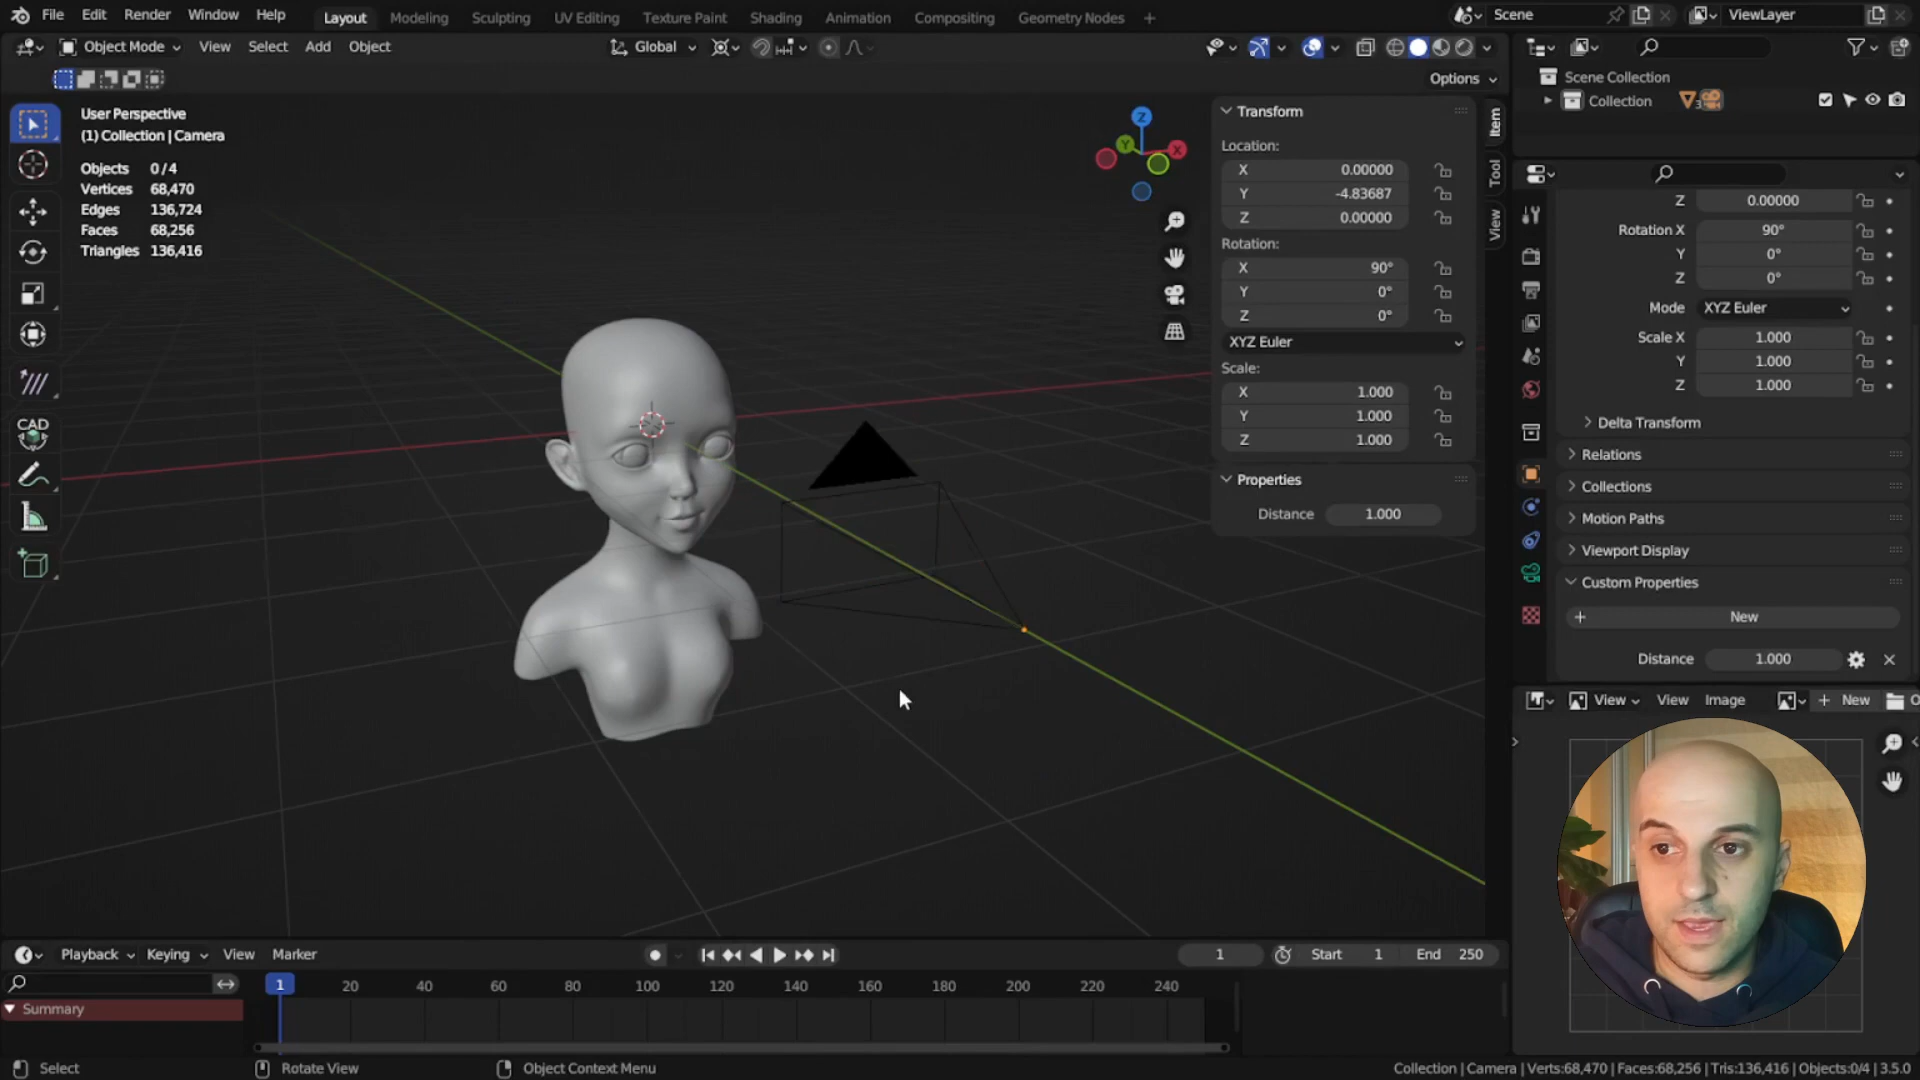 File Edit Render Window Help Layout Modeling Sculpting UV Editing Texture Paint Shading Animation Compositing Geometry Nodes + Scene ViewLayer
Object Mode View Select Add Object Global
Options
User Perspective
(1) Collection | Camera
Objects 0/4
Vertices 68,470
Edges 136,724
Faces 68,256
Triangles 136,416
CAD
Z
Y
X
Transform
Location:
X 0.00000
Y -4.83687
Z 0.00000
Rotation:
X 90°
Y 0°
Z 0°
XYZ Euler
Scale:
X 1.000
Y 1.000
Z 1.000
Properties
Distance 1.000
Item
Tool
View
Scene Collection
Collection 3
Z 0.00000
Rotation X 90°
Y 0°
Z 0°
Mode XYZ Euler
Scale X 1.000
Y 1.000
Z 1.000
Delta Transform
Relations
Collections
Motion Paths
Viewport Display
Custom Properties
+ New
Distance 1.000
View View Image + New O
Playback Keying View Marker 1 Start 1 End 250
1 20 40 60 80 100 120 140 160 180 200 220 240
Summary
Select Rotate View Object Context Menu Collection | Camera | Verts:68,470 | Faces:68,256 | Tris:136,416 | Objects:0/4 | 3.5.0